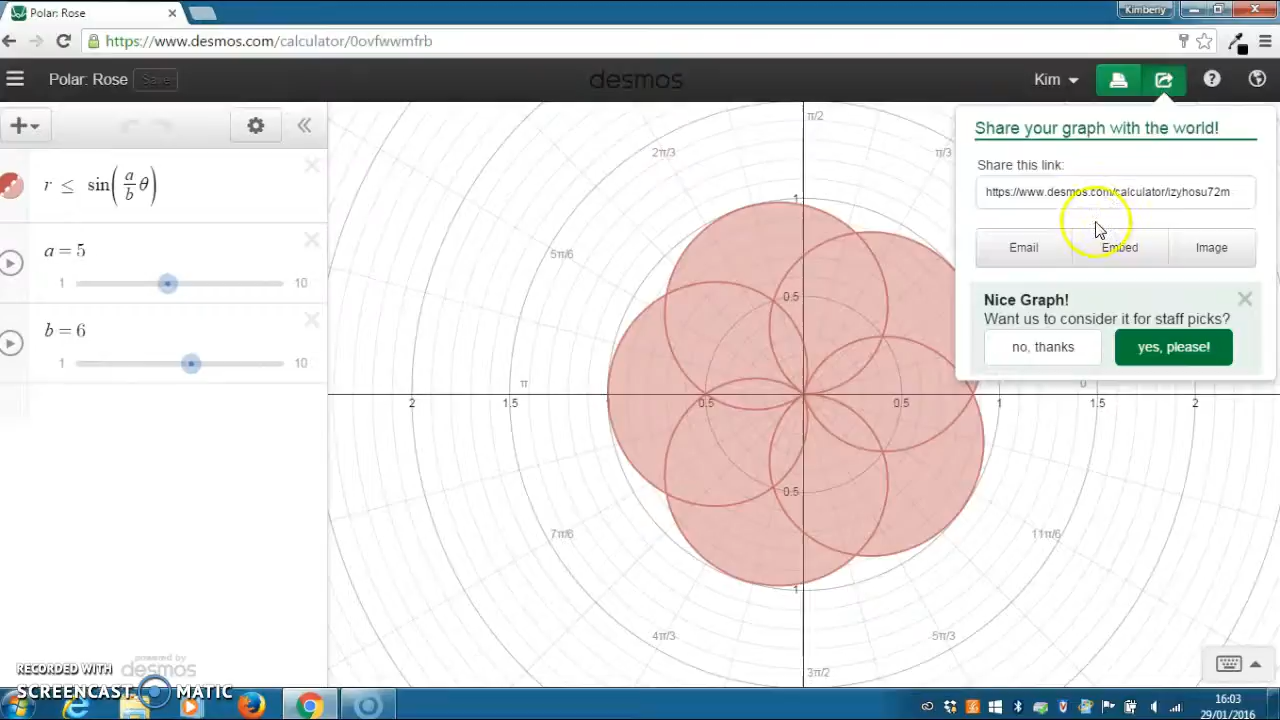 Polar: Rose
Kimberly
https://www.desmos.com/calculator/0ovfwwmfrb
Polar: Rose
Save
desmos
Kim
Share your graph with the world!
Share this link:
https://www.desmos.com/calculator/izyhosu72m
Email
Embed
Image
Nice Graph!
Want us to consider it for staff picks?
no, thanks
yes, please!
r ≤ sin(a/b θ)
a = 5
1
10
b = 6
1
10
π/2
2π/3
π/3
5π/6
π
0
7π/6
11π/6
4π/3
5π/3
3π/2
1
0.5
0.5
1
2
1.5
1
0.5
0.5
1
1.5
2
powered by
desmos
RECORDED WITH
SCREENCAST MATIC
16:03
29/01/2016